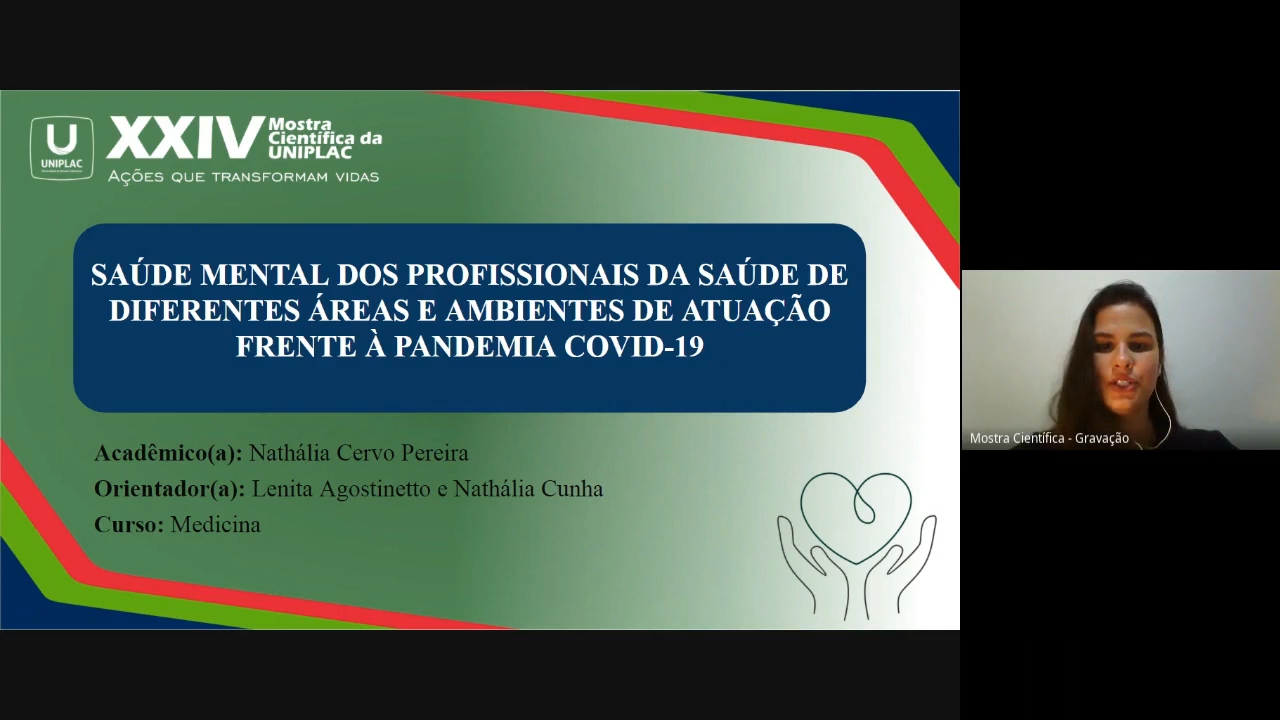 U
UNIPLAC
XXIV Mostra
Científica da
UNIPLAC
AÇÕES QUE TRANSFORMAM VIDAS
SAÚDE MENTAL DOS PROFISSIONAIS DA SAÚDE DE
DIFERENTES ÁREAS E AMBIENTES DE ATUAÇÃO
FRENTE À PANDEMIA COVID-19
Acadêmico(a): Nathália Cervo Pereira
Orientador(a): Lenita Agostinetto e Nathália Cunha
Curso: Medicina
Mostra Científica - Gravação